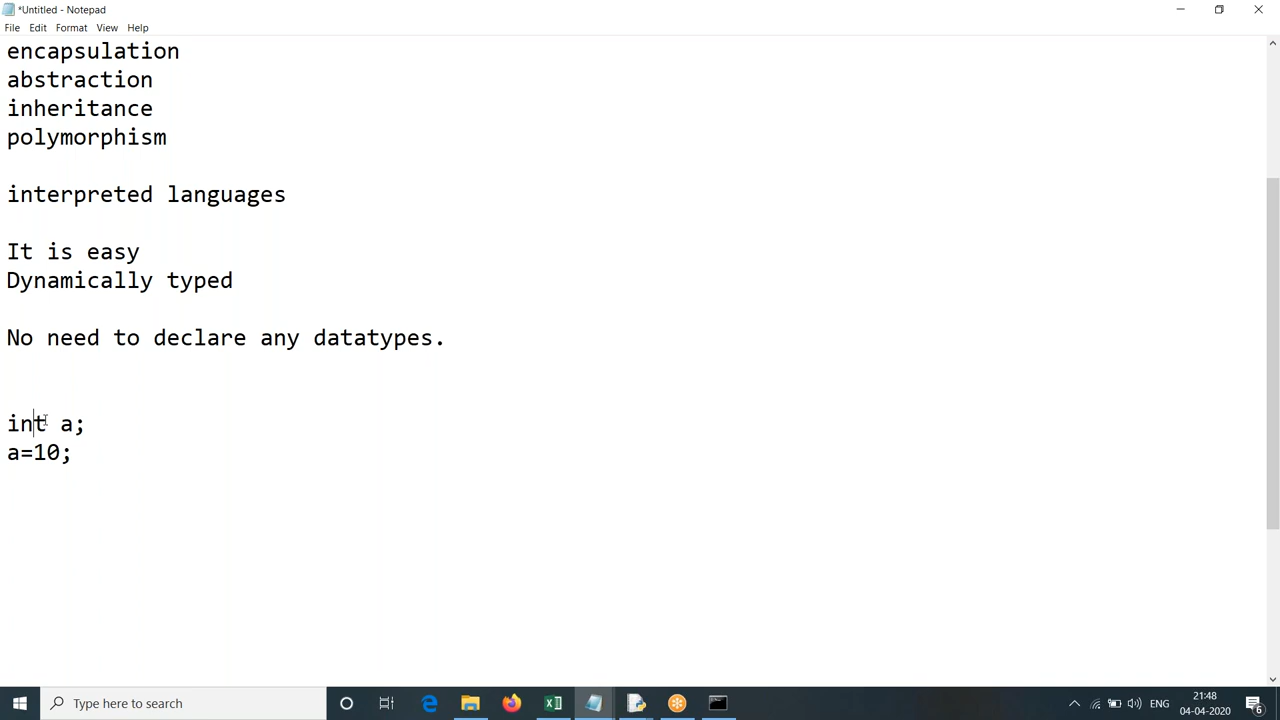 *Untitled - Notepad
File Edit Format View Help
encapsulation
abstraction
inheritance
polymorphism
interpreted languages
It is easy
Dynamically typed
No need to declare any datatypes.
int a;
a=10;
Type here to search
ENG
21:48
04-04-2020
6